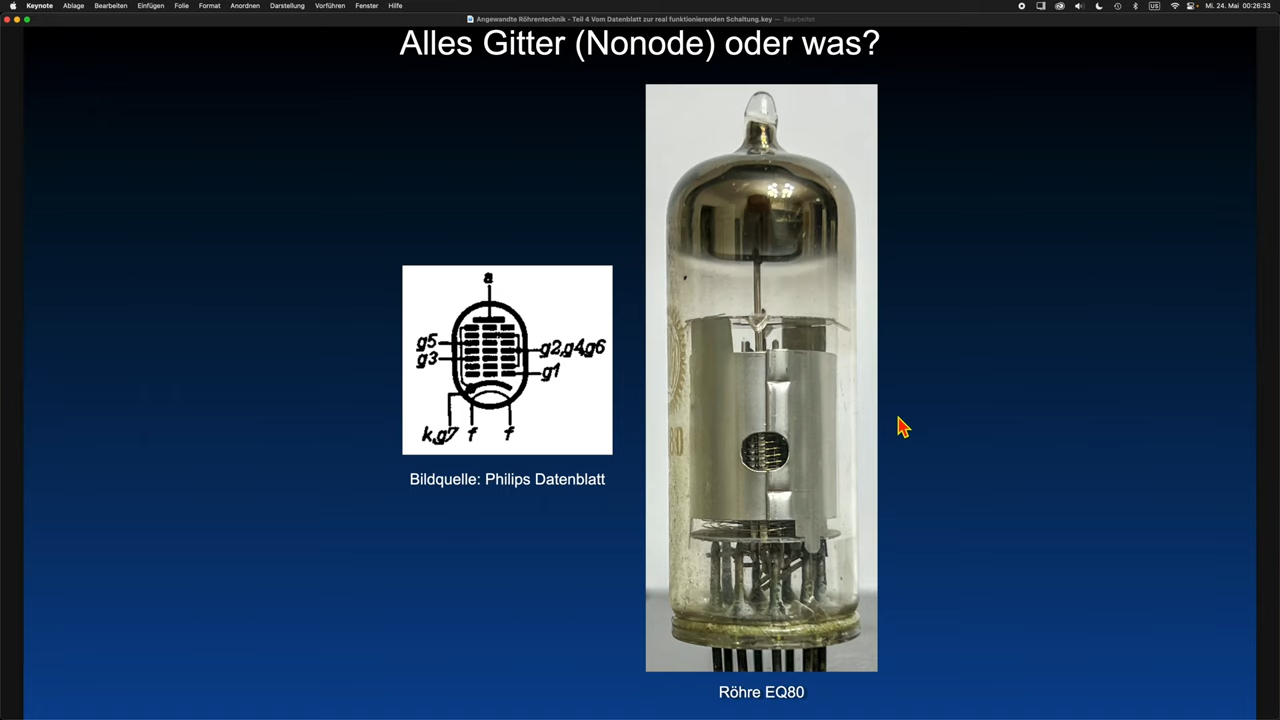 Keynote Ablage Bearbeiten Einfügen Folie Format Anordnen Darstellung Vorführen Fenster Hilfe US Mi. 24. Mai 00:26:33
Angewandte Röhrentechnik - Teil 4 Vom Datenblatt zur real funktionierenden Schaltung.key — Bearbeitet
Alles Gitter (Nonode) oder was?
a
g5
g3
g2,g4,g6
g1
k,g7 f f
Bildquelle: Philips Datenblatt
80
Röhre EQ80